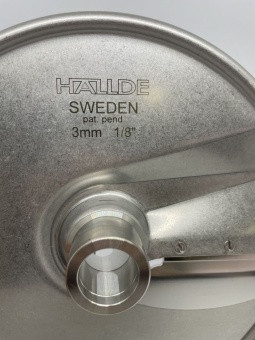 HALLDE
SWEDEN
pat. pend
3mm 1/8"